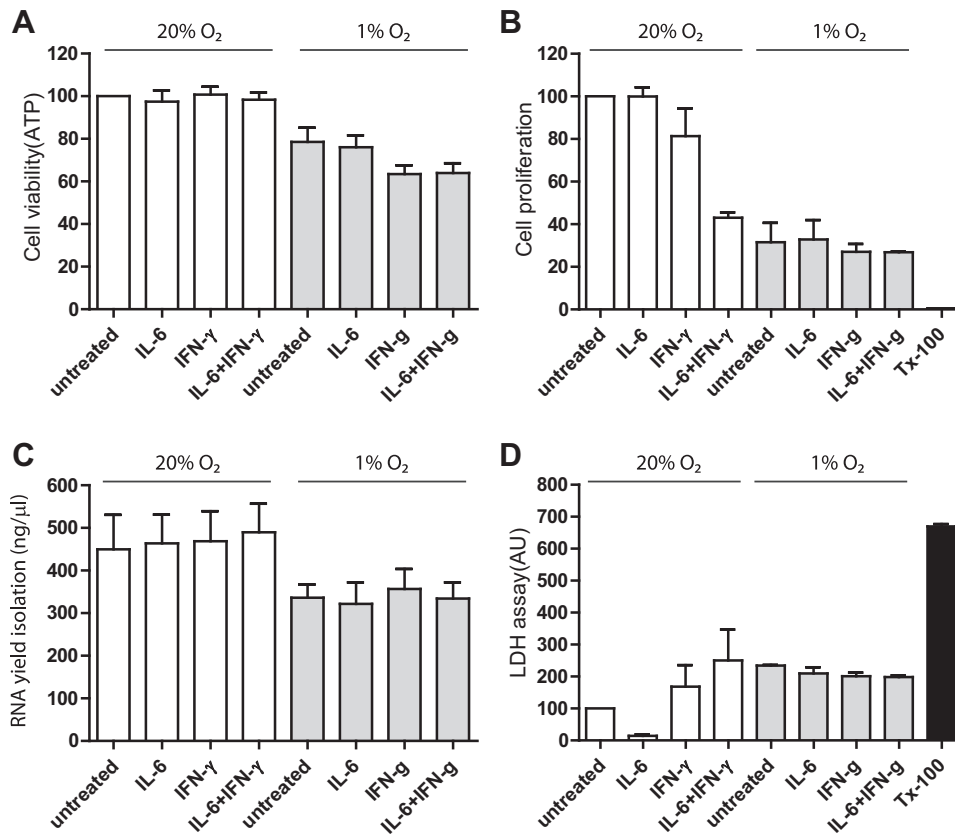 A
20% O₂
1% O₂
Cell viability(ATP)
120
100
80
60
40
20
0
untreated
IL-6
IFN-γ
IL-6+IFN-γ
untreated
IL-6
IFN-g
IL-6+IFN-g
B
20% O₂
1% O₂
Cell proliferation
120
100
80
60
40
20
0
untreated
IL-6
IFN-γ
IL-6+IFN-γ
untreated
IL-6
IFN-g
IL-6+IFN-g
Tx-100
C
20% O₂
1% O₂
RNA yield isolation (ng/µl)
600
500
400
300
200
100
0
untreated
IL-6
IFN-γ
IL-6+IFN-γ
untreated
IL-6
IFN-g
IL-6+IFN-g
D
20% O₂
1% O₂
LDH assay(AU)
800
700
600
500
400
300
200
100
0
untreated
IL-6
IFN-γ
IL-6+IFN-γ
untreated
IL-6
IFN-g
IL-6+IFN-g
Tx-100